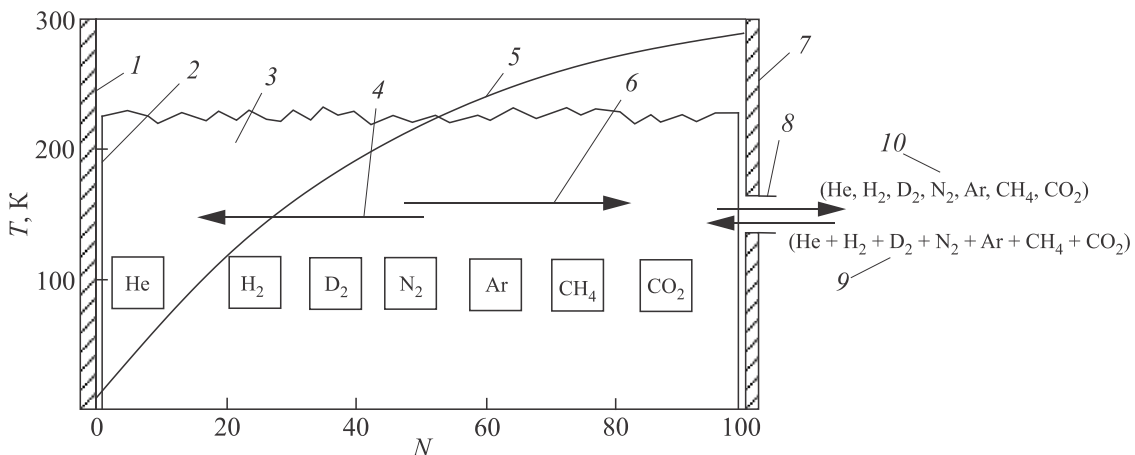 300
200
100
T, К
0
20
40
60
80
100
N
1
2
3
4
5
6
7
8
9
10
He
H₂
D₂
N₂
Ar
CH₄
CO₂
(He, H₂, D₂, N₂, Ar, CH₄, CO₂)
(He + H₂ + D₂ + N₂ + Ar + CH₄ + CO₂)